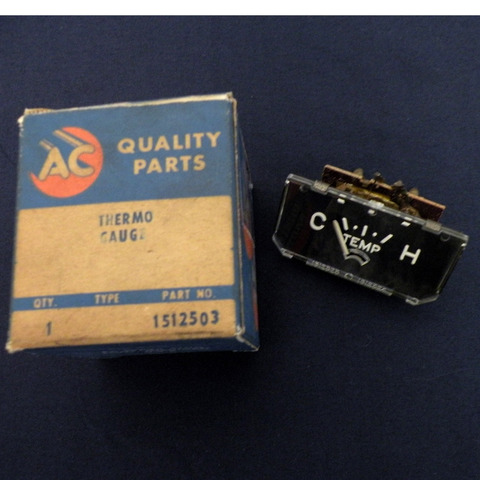 AC
QUALITY
PARTS
THERMO
GAUGE
QTY. TYPE PART NO.
1 1512503
C H
TEMP